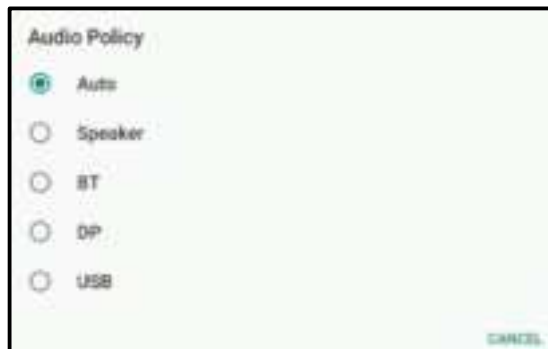 Audio Policy
Auto
Speaker
BT
DP
USB
CANCEL